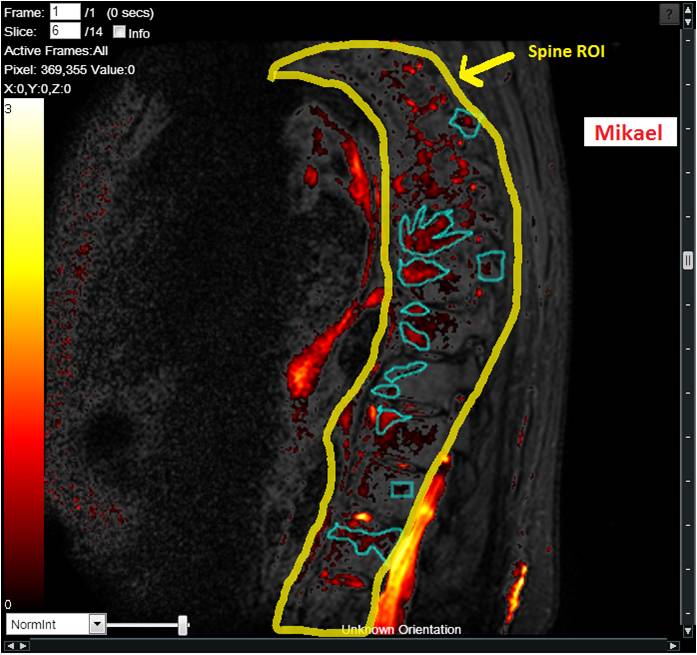 Frame: 1 /1 (0 secs)
Slice: 6 /14 Info
Active Frames:All
Pixel: 369,355 Value:0
X:0,Y:0,Z:0
?
Spine ROI
Mikael
3
0
NormInt
Unknown Orientation